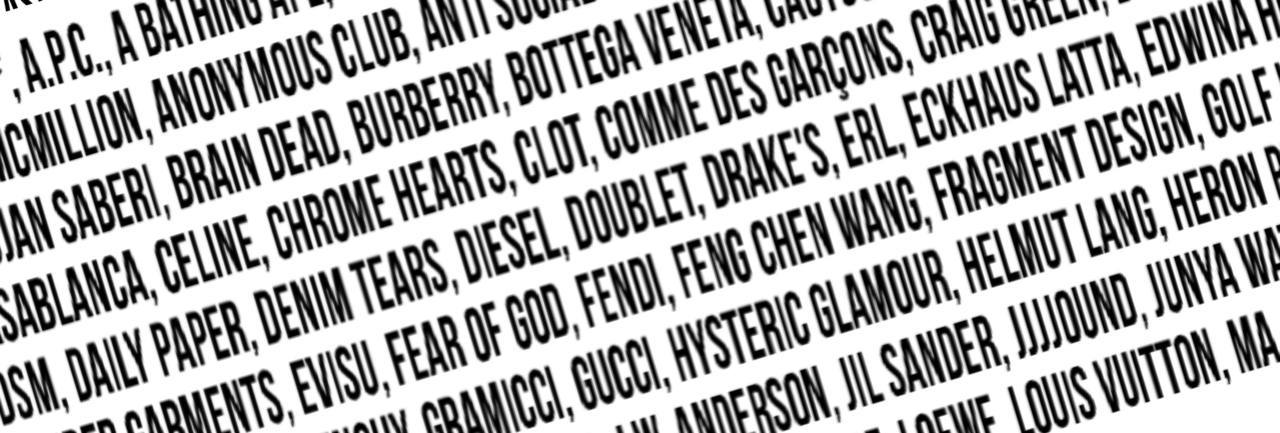 , A.P.C., A BATHING APE,
MCMILLION, ANONYMOUS CLUB, ANTI SOCIAL
SABERI, BRAIN DEAD, BURBERRY, BOTTEGA VENETA,
CELINE, CHROME HEARTS, CLOT, COMME DES GARÇONS, CRAIG GREEN,
DSM, DAILY PAPER, DENIM TEARS, DIESEL, DOUBLET, DRAKE'S, ERL, ECKHAUS LATTA, EDWINA
GARMENTS, EVISU, FEAR OF GOD, FENDI, FENG CHEN WANG, FRAGMENT DESIGN, GOLF
GRAMICCI, GUCCI, HYSTERIC GLAMOUR, HELMUT LANG, HERON
J.W. ANDERSON, JIL SANDER, JJJJOUND, JUNYA
LOEWE, LOUIS VUITTON, MA